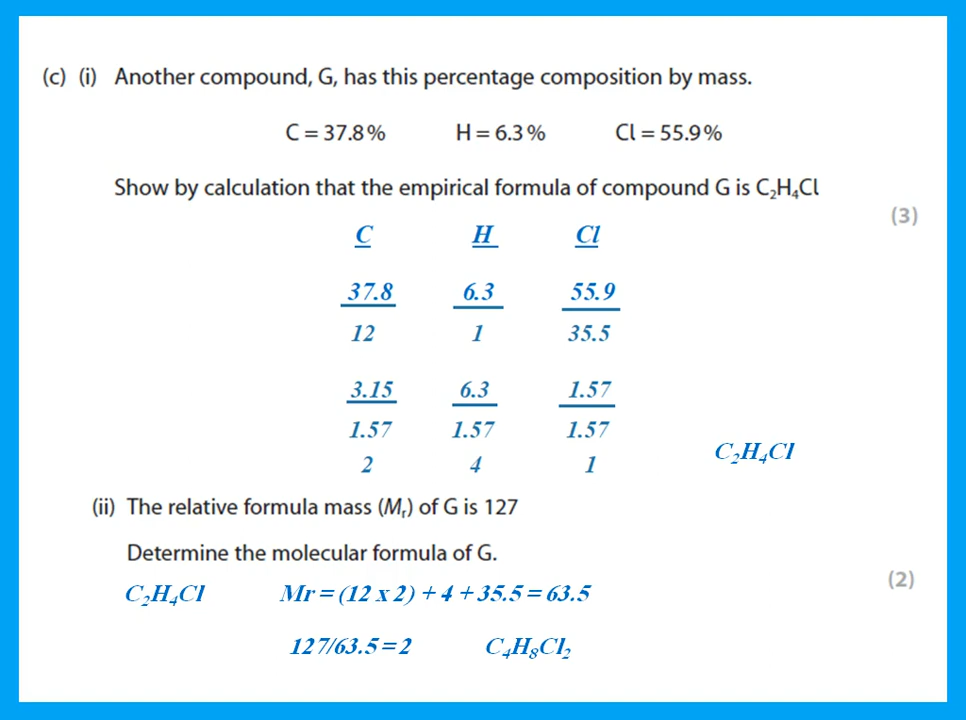 (c) (i) Another compound, G, has this percentage composition by mass.
C = 37.8% H = 6.3% Cl = 55.9%
Show by calculation that the empirical formula of compound G is C₂H₄Cl
(3)
C H Cl
37.8 6.3 55.9
12 1 35.5
3.15 6.3 1.57
1.57 1.57 1.57
C₂H₄Cl
2 4 1
(ii) The relative formula mass (Mᵣ) of G is 127
Determine the molecular formula of G.
(2)
C₂H₄Cl Mr = (12 x 2) + 4 + 35.5 = 63.5
127/63.5 = 2 C₄H₈Cl₂